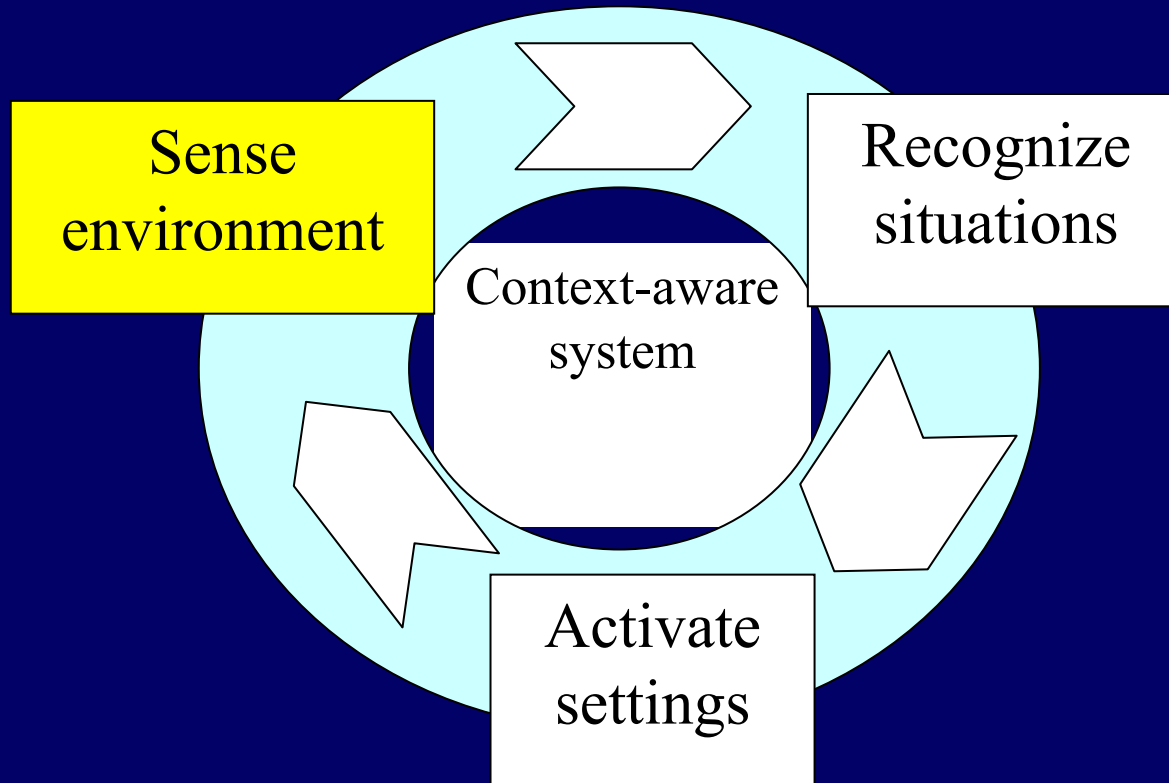 Sense
environment
Recognize
situations
Context-aware
system
Activate
settings